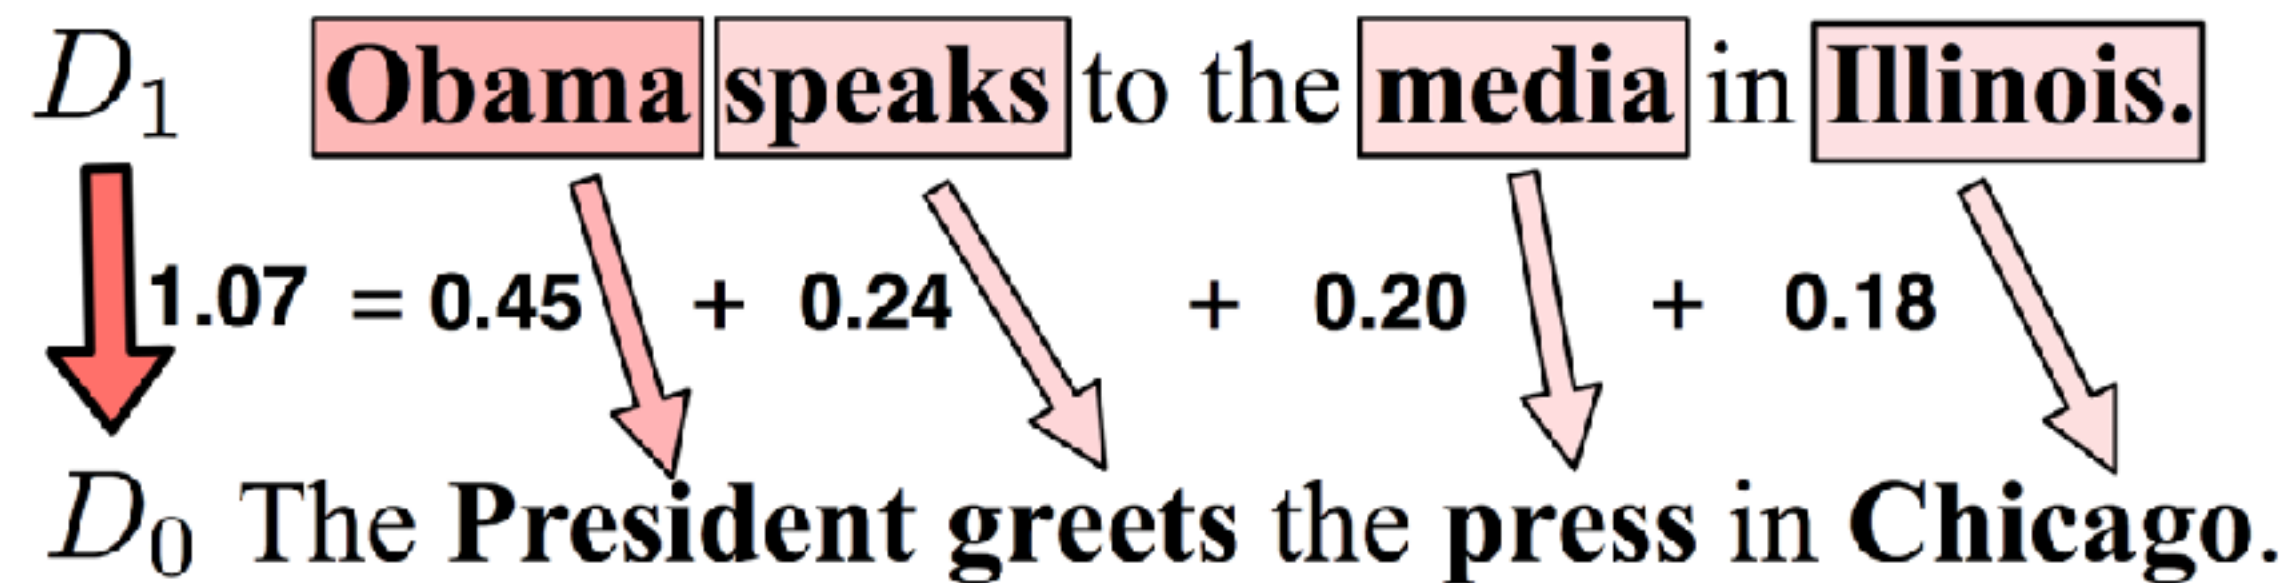 D1 Obama speaks to the media in Illinois.
1.07 = 0.45 + 0.24 + 0.20 + 0.18
D0 The President greets the press in Chicago.